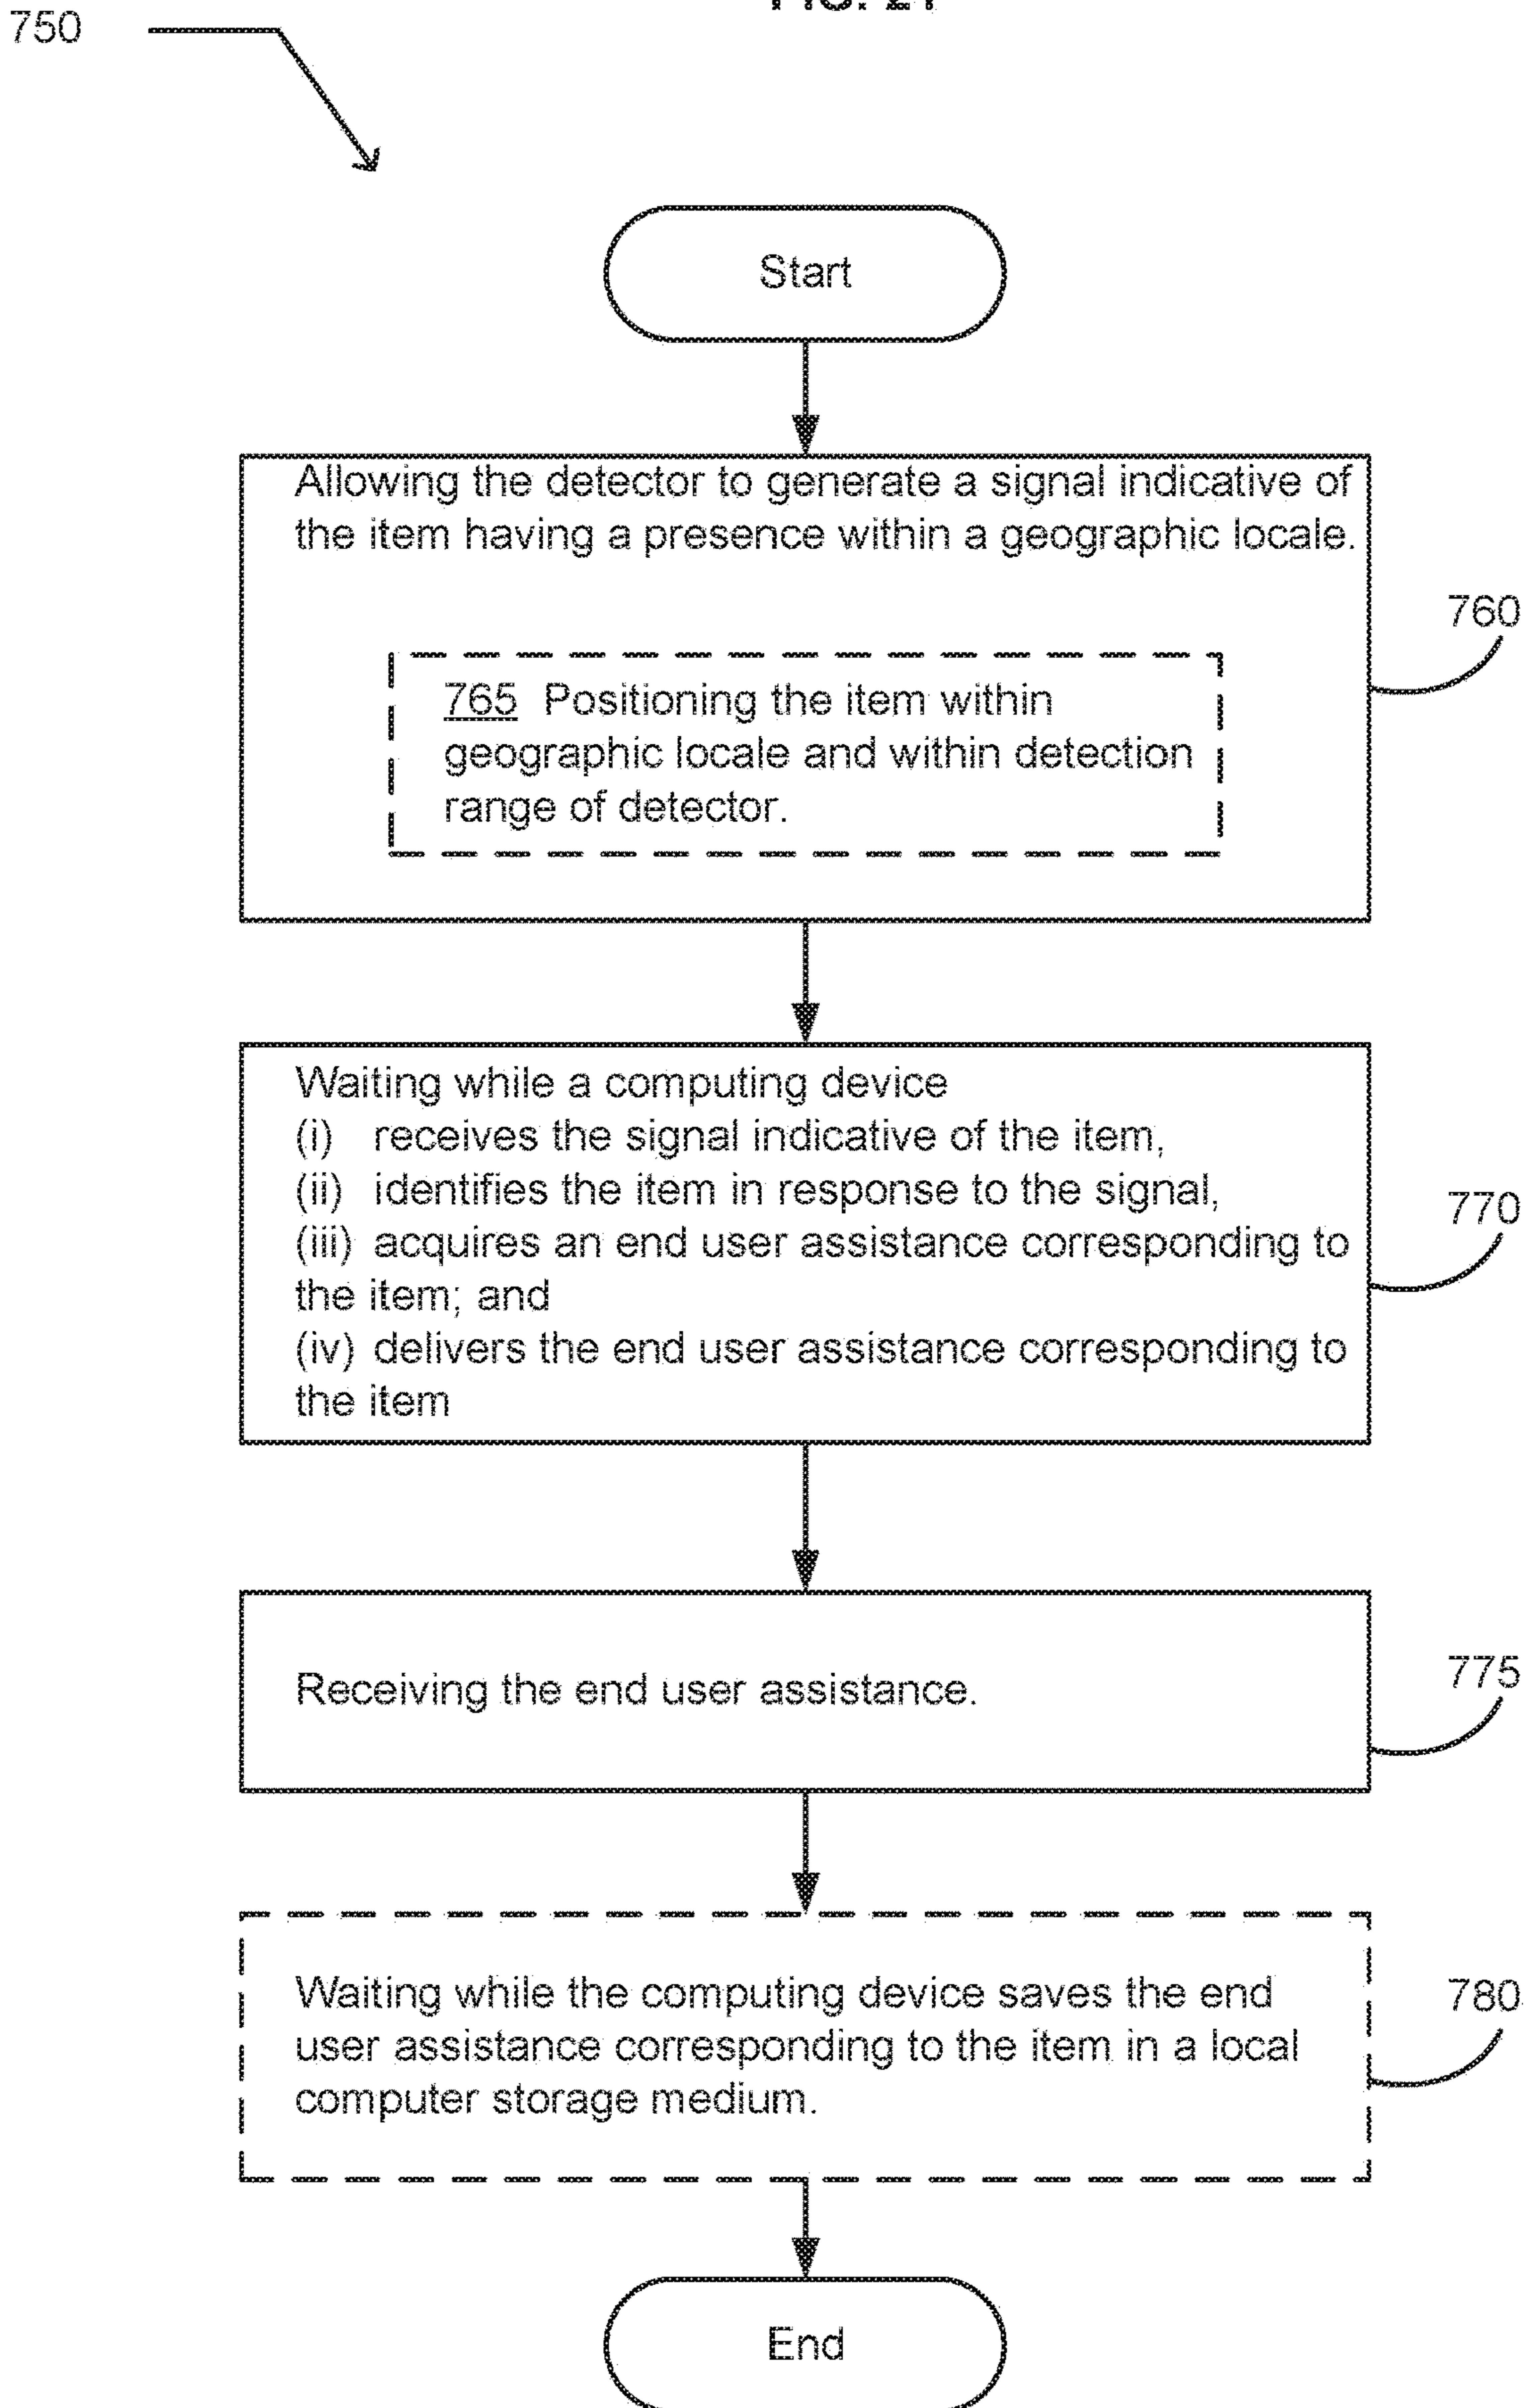 750
Start
Allowing the detector to generate a signal indicative of
the item having a presence within a geographic locale.
760
765 Positioning the item within
geographic locale and within detection
range of detector.
Waiting while a computing device
(i) receives the signal indicative of the item,
(ii) identifies the item in response to the signal,
(iii) acquires an end user assistance corresponding to
the item; and
(iv) delivers the end user assistance corresponding to
the item
770
Receiving the end user assistance.
775
Waiting while the computing device saves the end
user assistance corresponding to the item in a local
computer storage medium.
780
End